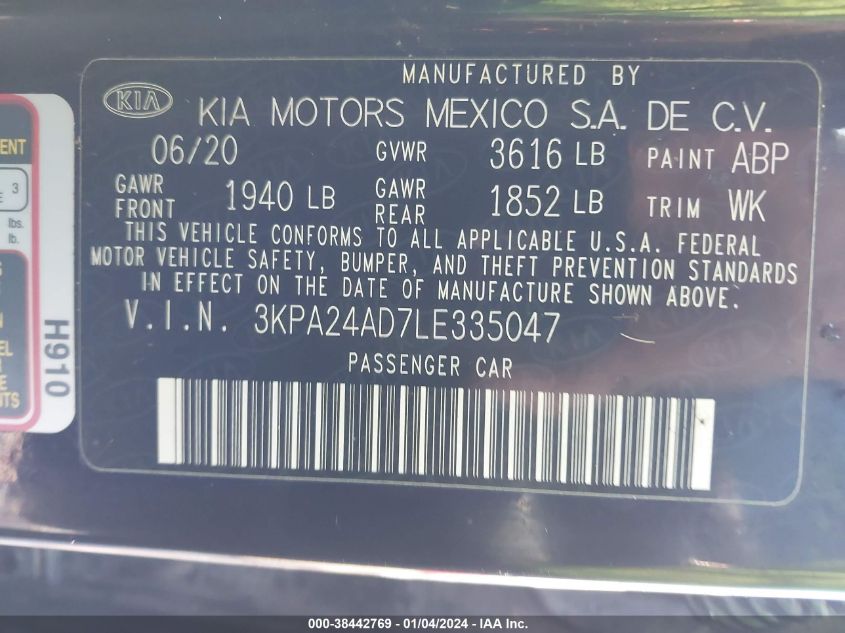 MANUFACTURED BY
KIA
KIA MOTORS MEXICO S.A. DE C.V.
06/20 GVWR 3616 LB PAINT ABP
GAWR FRONT 1940 LB GAWR REAR 1852 LB TRIM WK
THIS VEHICLE CONFORMS TO ALL APPLICABLE U.S.A. FEDERAL
MOTOR VEHICLE SAFETY, BUMPER, AND THEFT PREVENTION STANDARDS
IN EFFECT ON THE DATE OF MANUFACTURE SHOWN ABOVE.
V.I.N. 3KPA24AD7LE335047
PASSENGER CAR
3
lbs.
lb.
H910
000-38442769 - 01/04/2024 - IAA Inc.